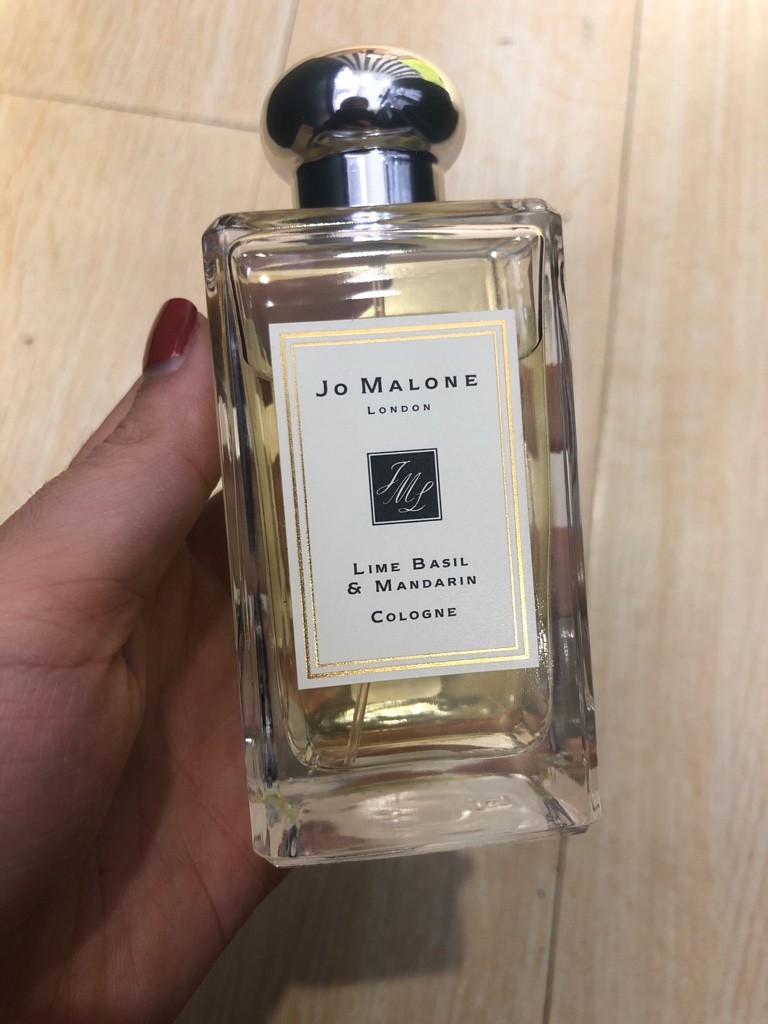 Jo Malone
London
JML
Lime Basil
& Mandarin
Cologne